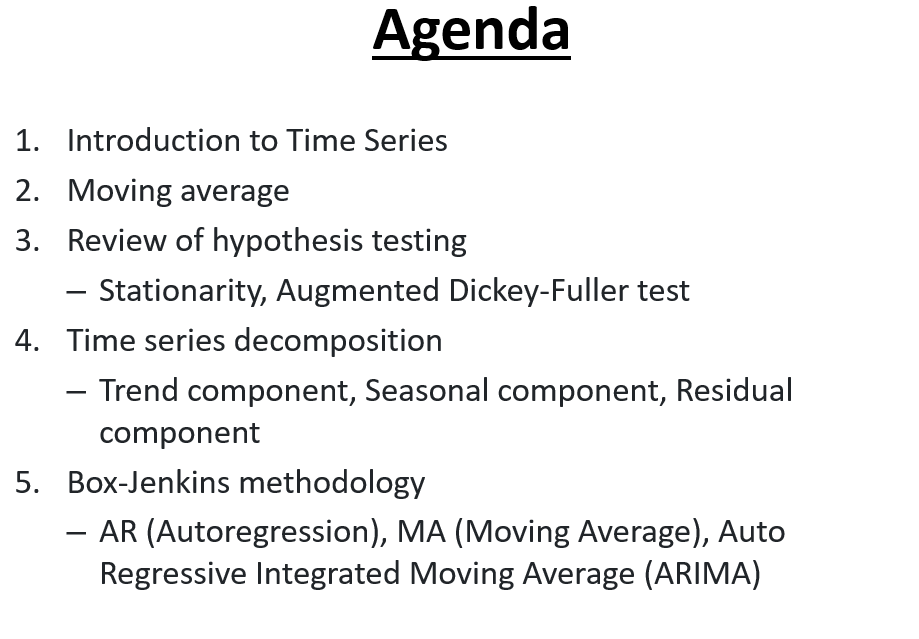 Agenda
1. Introduction to Time Series
2. Moving average
3. Review of hypothesis testing
– Stationarity, Augmented Dickey-Fuller test
4. Time series decomposition
– Trend component, Seasonal component, Residual
component
5. Box-Jenkins methodology
– AR (Autoregression), MA (Moving Average), Auto
Regressive Integrated Moving Average (ARIMA)